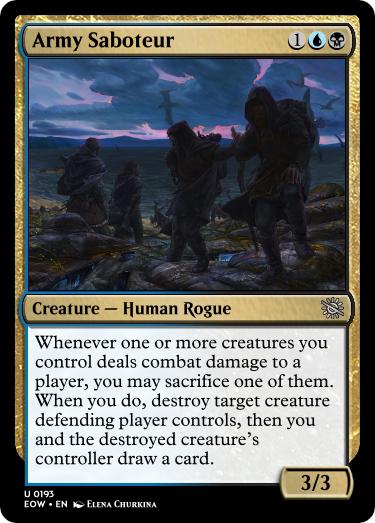 Army Saboteur 1
Creature — Human Rogue
Whenever one or more creatures you
control deals combat damage to a
player, you may sacrifice one of them.
When you do, destroy target creature
defending player controls, then you
and the destroyed creature's
controller draw a card.
3/3
U 0193
EOW • EN Elena Churkina